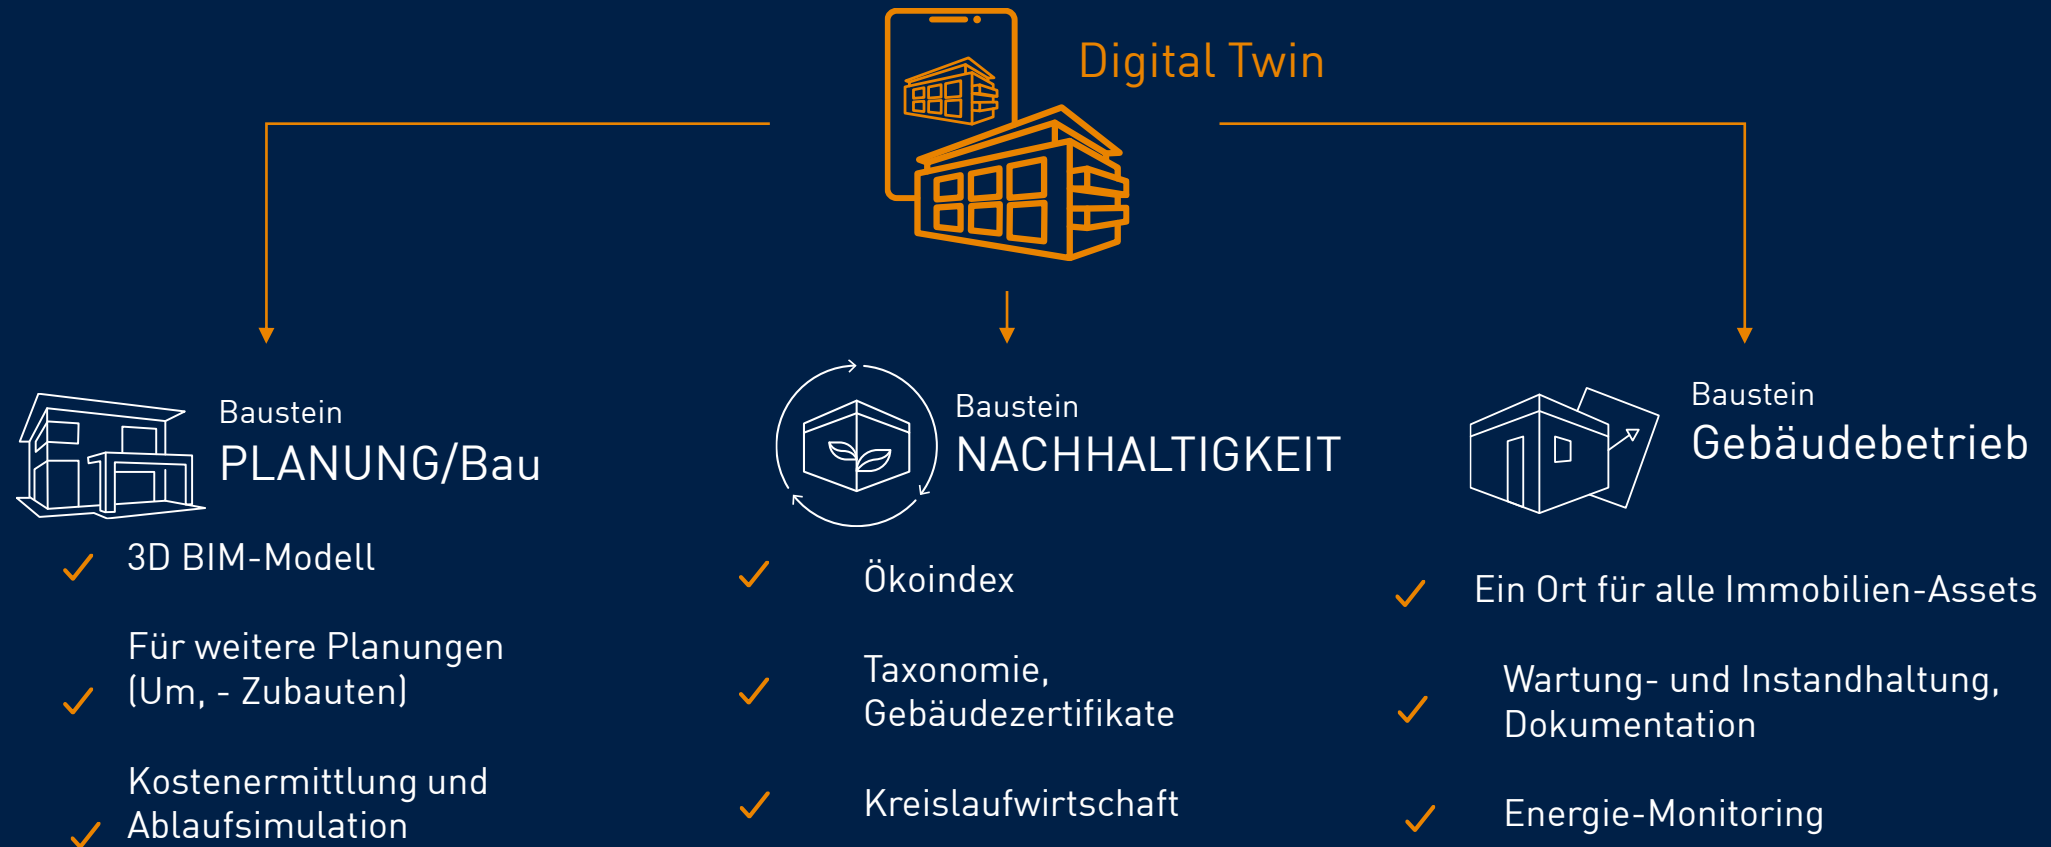 Digital Twin
Baustein
PLANUNG/Bau
3D BIM-Modell
Für weitere Planungen
(Um, - Zubauten)
Kostenermittlung und
Ablaufsimulation
Baustein
NACHHALTIGKEIT
Ökoindex
Taxonomie,
Gebäudezertifikate
Kreislaufwirtschaft
Baustein
Gebäudebetrieb
Ein Ort für alle Immobilien-Assets
Wartung- und Instandhaltung,
Dokumentation
Energie-Monitoring